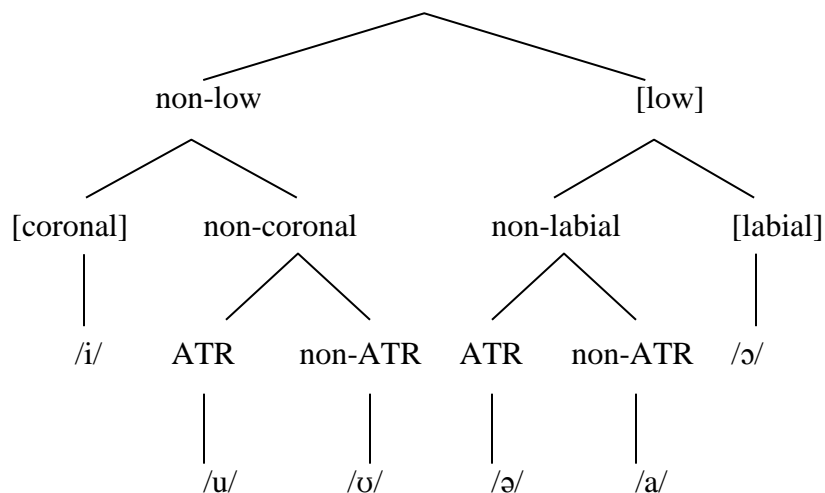 non-low [low]
[coronal] non-coronal non-labial [labial]
/i/ ATR non-ATR ATR non-ATR /ɔ/
/u/ /ʊ/ /ə/ /a/